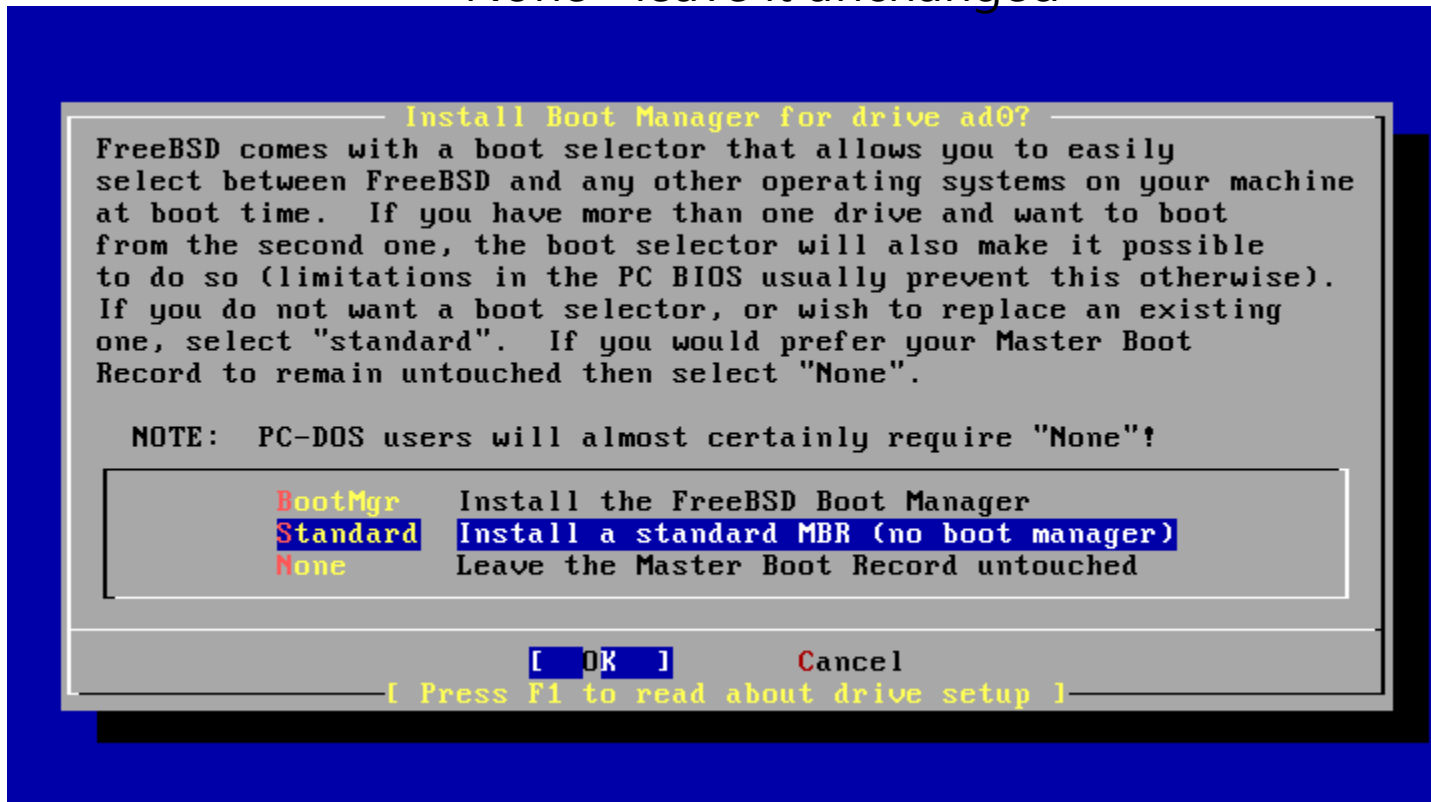 None - leave it unchanged
Install Boot Manager for drive ad0?
FreeBSD comes with a boot selector that allows you to easily
select between FreeBSD and any other operating systems on your machine
at boot time.  If you have more than one drive and want to boot
from the second one, the boot selector will also make it possible
to do so (limitations in the PC BIOS usually prevent this otherwise).
If you do not want a boot selector, or wish to replace an existing
one, select "standard".  If you would prefer your Master Boot
Record to remain untouched then select "None".
NOTE:  PC-DOS users will almost certainly require "None"!
BootMgr Install the FreeBSD Boot Manager
Standard Install a standard MBR (no boot manager)
None Leave the Master Boot Record untouched
[ OK ] Cancel
[ Press F1 to read about drive setup ]